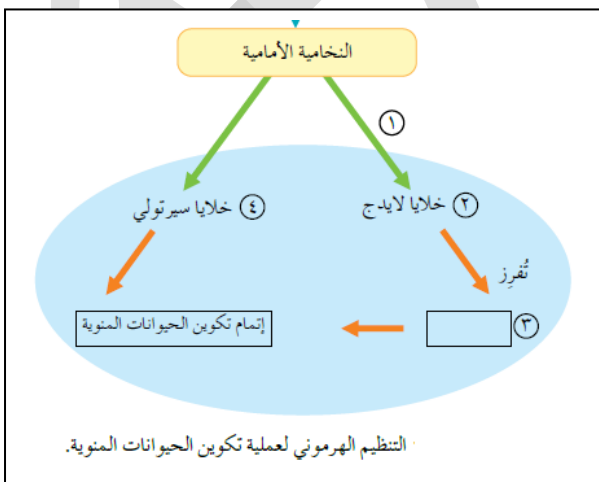 النخامية الأمامية
١
٢ خلايا لايدج
٤ خلايا سيرتولي
تُفرِز
٣
إتمام تكوين الحيوانات المنوية
التنظيم الهرموني لعملية تكوين الحيوانات المنوية.